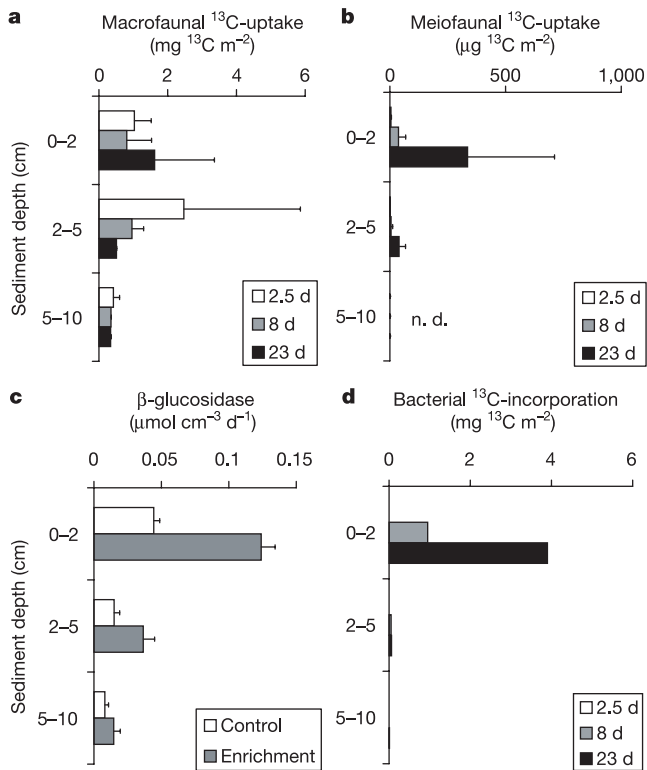 a
Macrofaunal ¹³C-uptake
(mg ¹³C m⁻²)
0 2 4 6
Sediment depth (cm)
0–2
2–5
5–10
2.5 d
8 d
23 d
b
Meiofaunal ¹³C-uptake
(μg ¹³C m⁻²)
0 500 1,000
0–2
2–5
5–10
n. d.
2.5 d
8 d
23 d
c
β-glucosidase
(μmol cm⁻³ d⁻¹)
0 0.05 0.1 0.15
Sediment depth (cm)
0–2
2–5
5–10
Control
Enrichment
d
Bacterial ¹³C-incorporation
(mg ¹³C m⁻²)
0 2 4 6
0–2
2–5
5–10
2.5 d
8 d
23 d